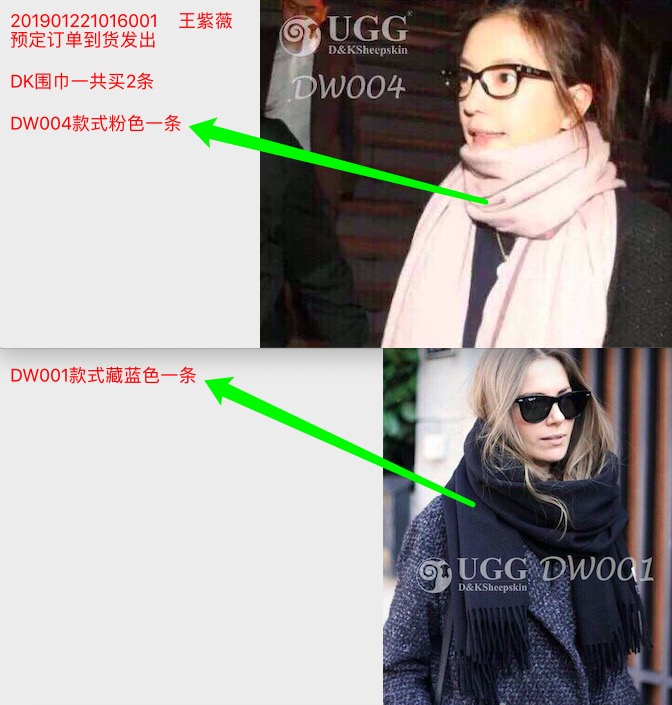 201901221016001 王紫薇
预定订单到货发出
DK围巾一共买2条
DW004款式粉色一条
UGG®
D&KSheepskin
DW004
DW001款式藏蓝色一条
UGG
D&KSheepskin
DW001